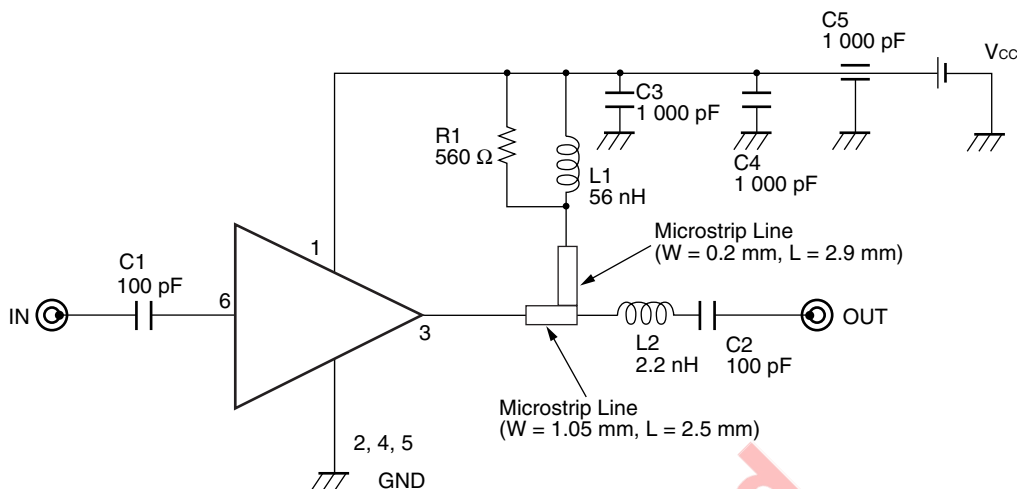 C5
1 000 pF
VCC
C3
1 000 pF
R1
560 Ω
C4
1 000 pF
L1
56 nH
Microstrip Line
(W = 0.2 mm, L = 2.9 mm)
C1
100 pF
1
6
IN
3
OUT
L2
2.2 nH
C2
100 pF
Microstrip Line
(W = 1.05 mm, L = 2.5 mm)
2, 4, 5
GND